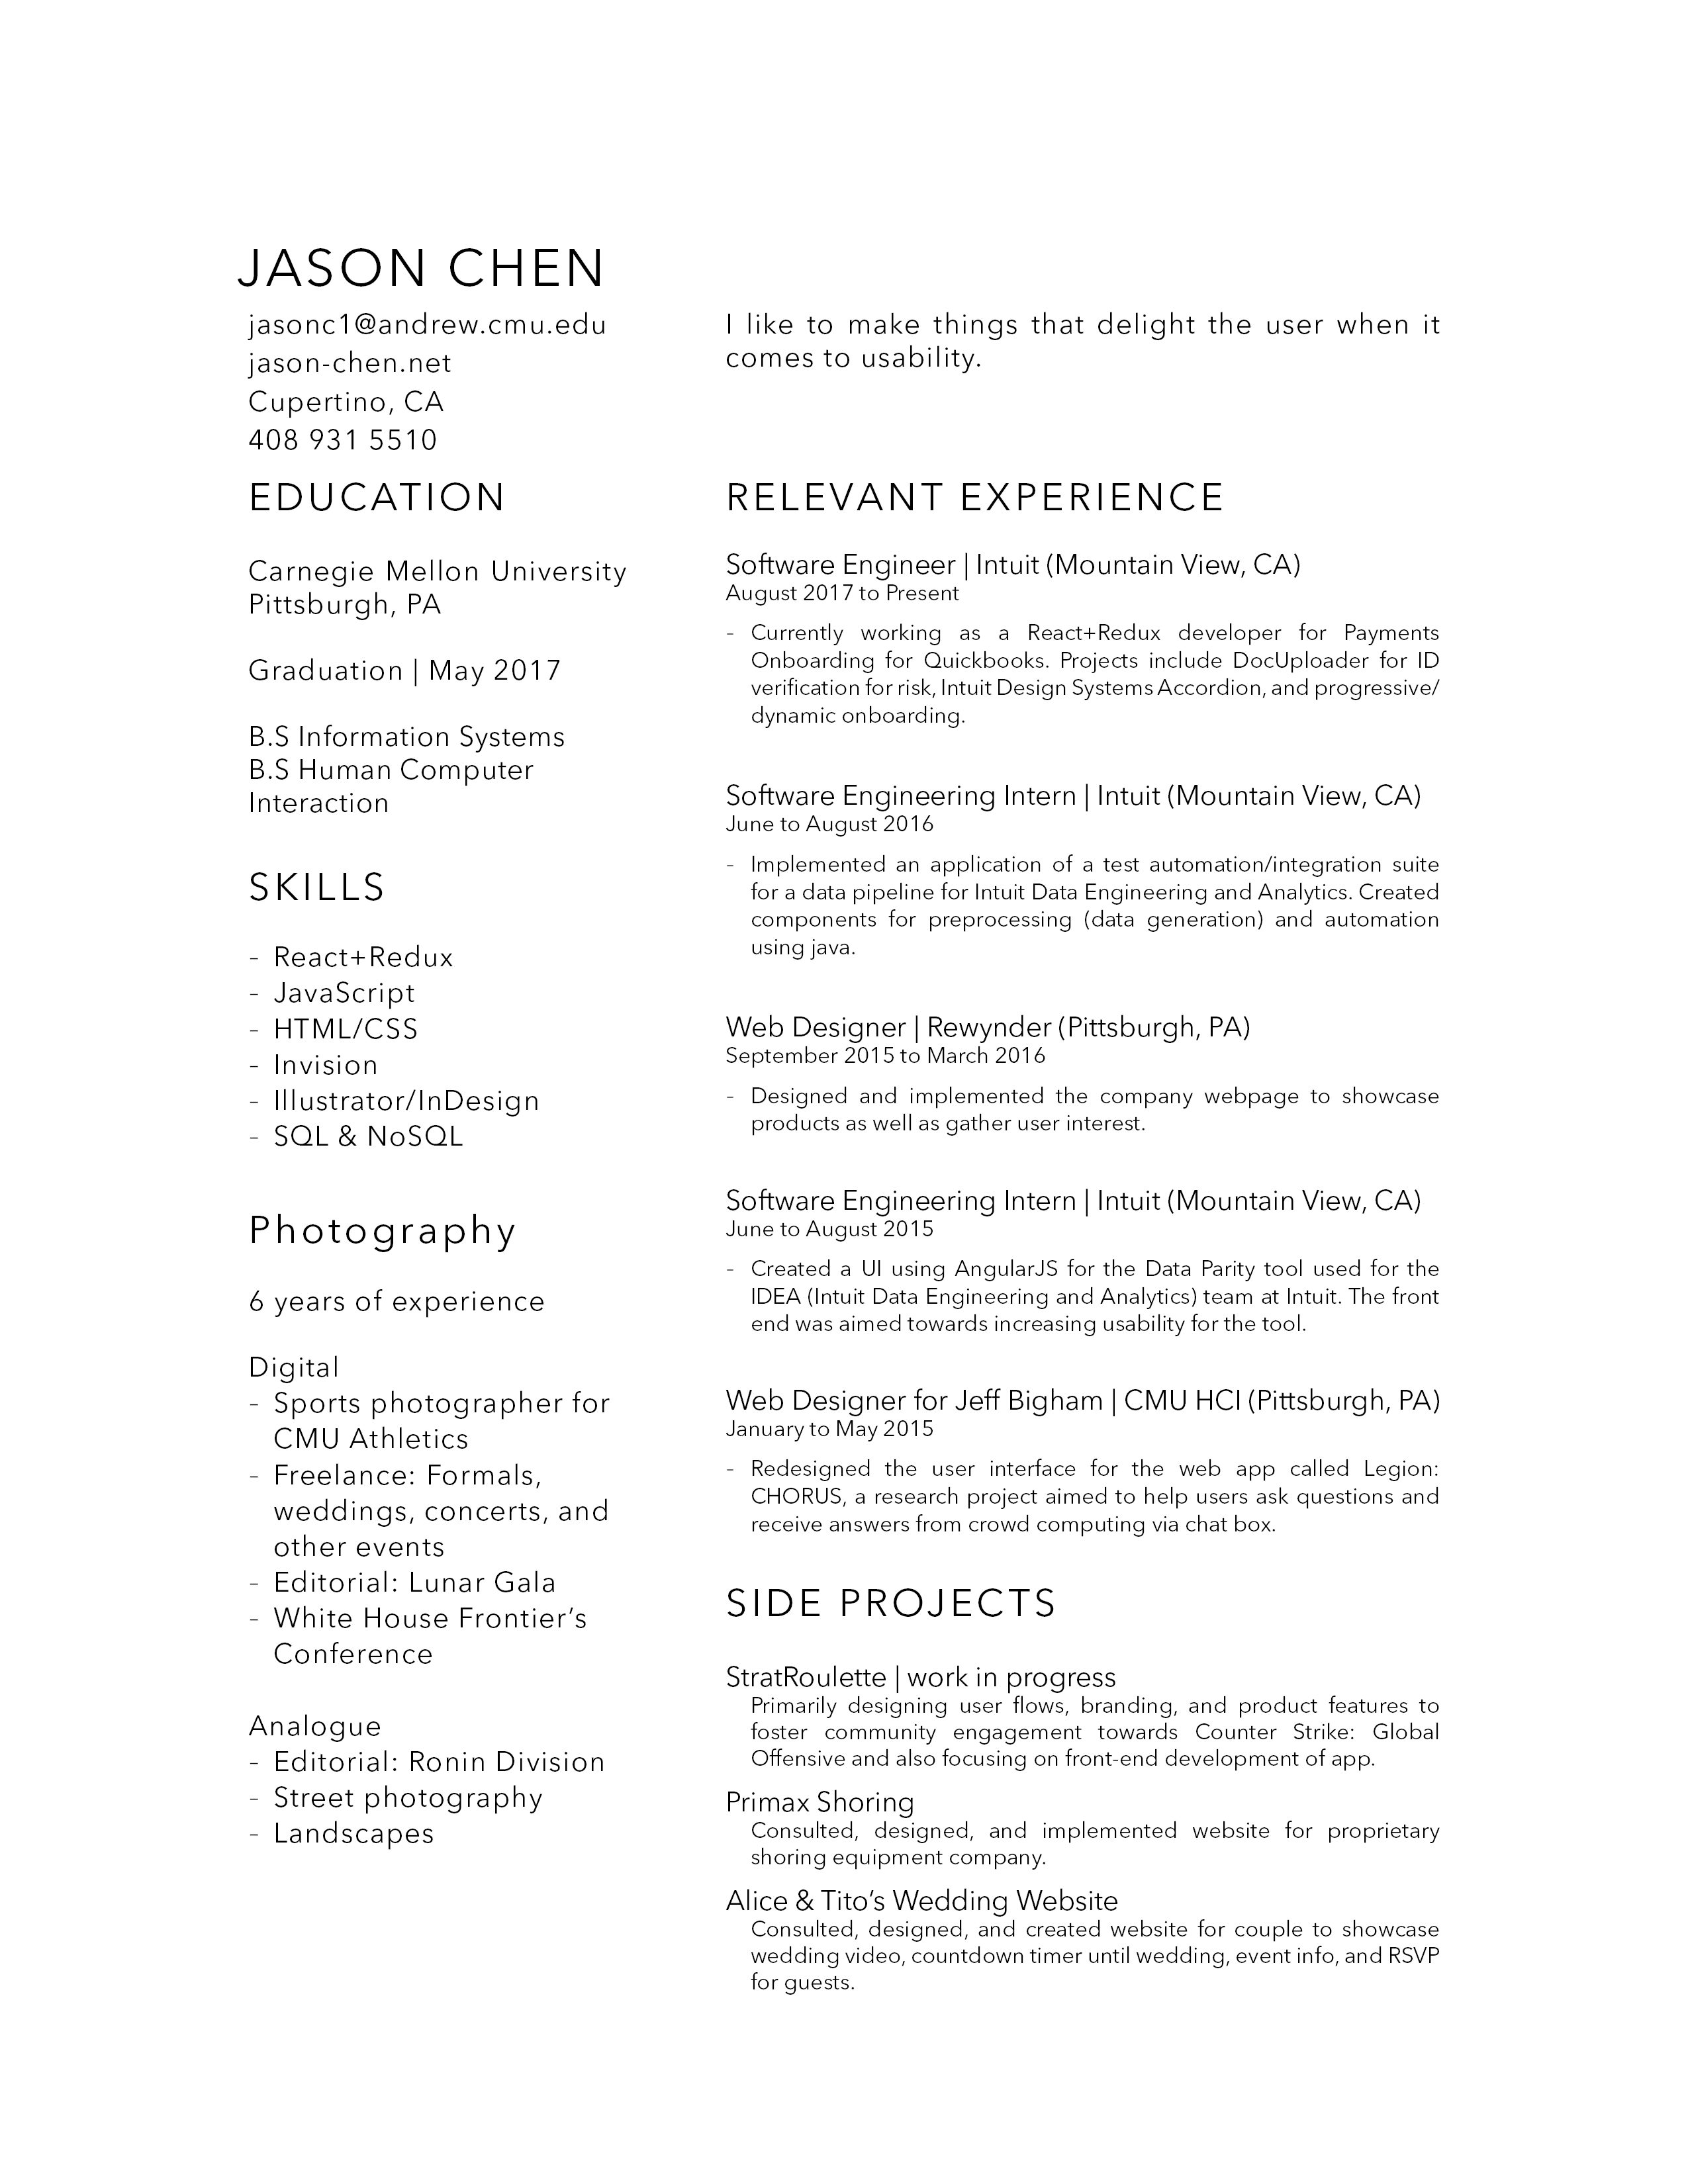 JASON CHEN
jasonc1@andrew.cmu.edu
jason-chen.net
Cupertino, CA
408 931 5510
I like to make things that delight the user when it
comes to usability.
EDUCATION
Carnegie Mellon University
Pittsburgh, PA
Graduation | May 2017
B.S Information Systems
B.S Human Computer
Interaction
SKILLS
- React+Redux
- JavaScript
- HTML/CSS
- Invision
- Illustrator/InDesign
- SQL & NoSQL
Photography
6 years of experience
Digital
- Sports photographer for
CMU Athletics
- Freelance: Formals,
weddings, concerts, and
other events
- Editorial: Lunar Gala
- White House Frontier’s
Conference
Analogue
- Editorial: Ronin Division
- Street photography
- Landscapes
RELEVANT EXPERIENCE
Software Engineer | Intuit (Mountain View, CA)
August 2017 to Present
- Currently working as a React+Redux developer for Payments
Onboarding for Quickbooks. Projects include DocUploader for ID
verification for risk, Intuit Design Systems Accordion, and progressive/
dynamic onboarding.
Software Engineering Intern | Intuit (Mountain View, CA)
June to August 2016
- Implemented an application of a test automation/integration suite
for a data pipeline for Intuit Data Engineering and Analytics. Created
components for preprocessing (data generation) and automation
using java.
Web Designer | Rewynder (Pittsburgh, PA)
September 2015 to March 2016
- Designed and implemented the company webpage to showcase
products as well as gather user interest.
Software Engineering Intern | Intuit (Mountain View, CA)
June to August 2015
- Created a UI using AngularJS for the Data Parity tool used for the
IDEA (Intuit Data Engineering and Analytics) team at Intuit. The front
end was aimed towards increasing usability for the tool.
Web Designer for Jeff Bigham | CMU HCI (Pittsburgh, PA)
January to May 2015
- Redesigned the user interface for the web app called Legion:
CHORUS, a research project aimed to help users ask questions and
receive answers from crowd computing via chat box.
SIDE PROJECTS
StratRoulette | work in progress
Primarily designing user flows, branding, and product features to
foster community engagement towards Counter Strike: Global
Offensive and also focusing on front-end development of app.
Primax Shoring
Consulted, designed, and implemented website for proprietary
shoring equipment company.
Alice & Tito’s Wedding Website
Consulted, designed, and created website for couple to showcase
wedding video, countdown timer until wedding, event info, and RSVP
for guests.